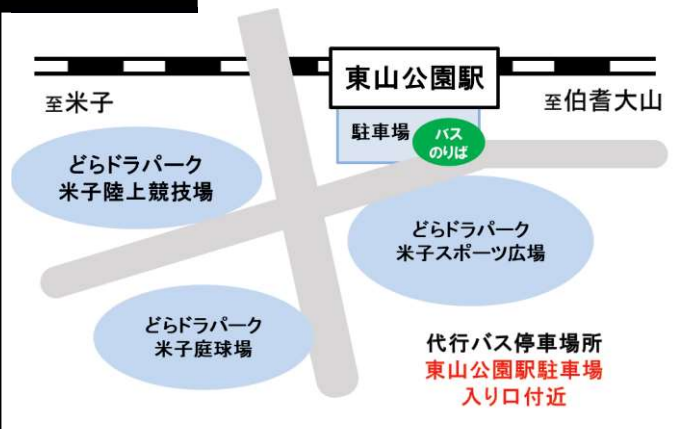 東山公園駅
至米子
至伯耆大山
駐車場
バス
のりば
どらドラパーク
米子陸上競技場
どらドラパーク
米子スポーツ広場
どらドラパーク
米子庭球場
代行バス停車場所
東山公園駅駐車場
入り口付近